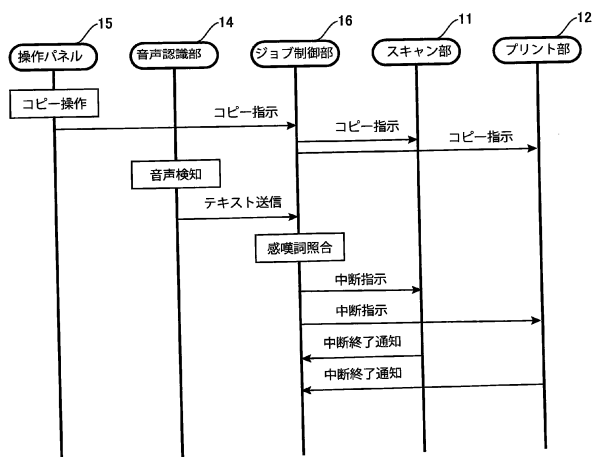 15
14
16
11
12
操作パネル
音声認識部
ジョブ制御部
スキャン部
プリント部
コピー操作
コピー指示
コピー指示
コピー指示
音声検知
テキスト送信
感嘆詞照合
中断指示
中断指示
中断終了通知
中断終了通知